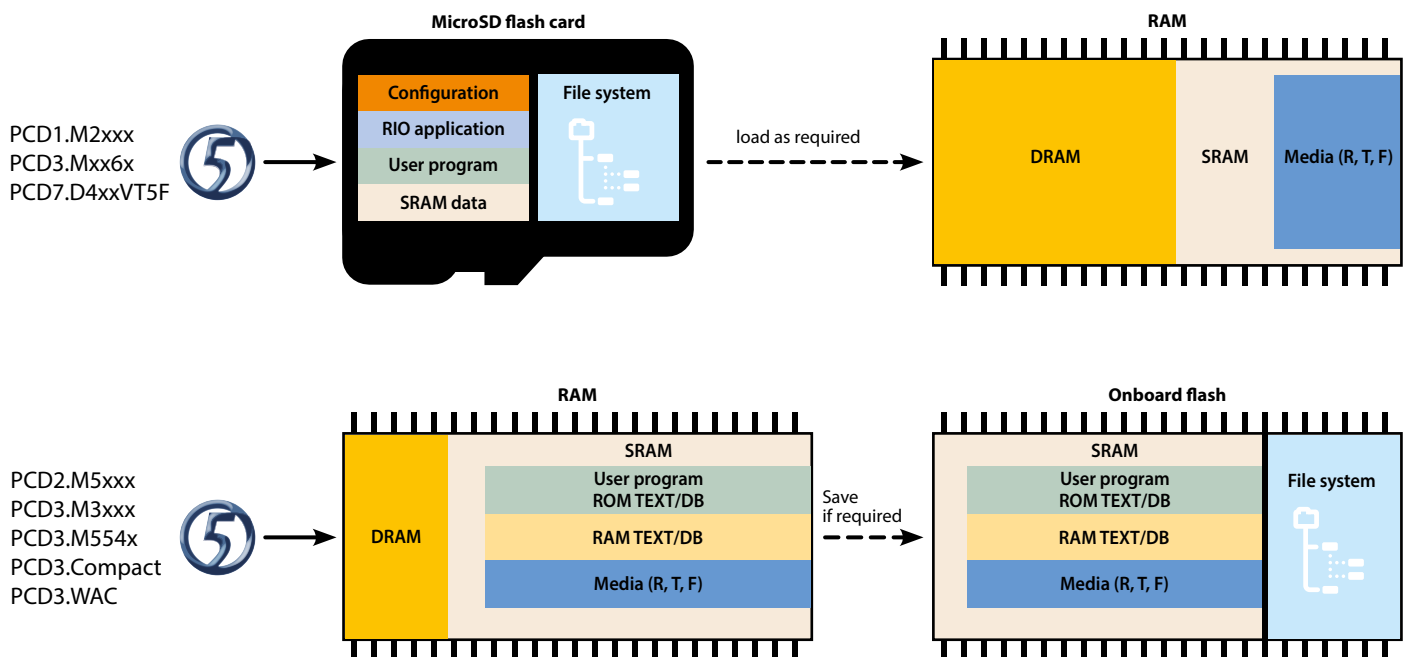 MicroSD flash card
RAM
PCD1.M2xxx
PCD3.Mxx6x
PCD7.D4xxVT5F
5
Configuration
RIO application
User program
SRAM data
File system
load as required
DRAM
SRAM
Media (R, T, F)
RAM
Onboard flash
PCD2.M5xxx
PCD3.M3xxx
PCD3.M554x
PCD3.Compact
PCD3.WAC
5
DRAM
SRAM
User program
ROM TEXT/DB
RAM TEXT/DB
Media (R, T, F)
Save
if required
SRAM
User program
ROM TEXT/DB
RAM TEXT/DB
Media (R, T, F)
File system